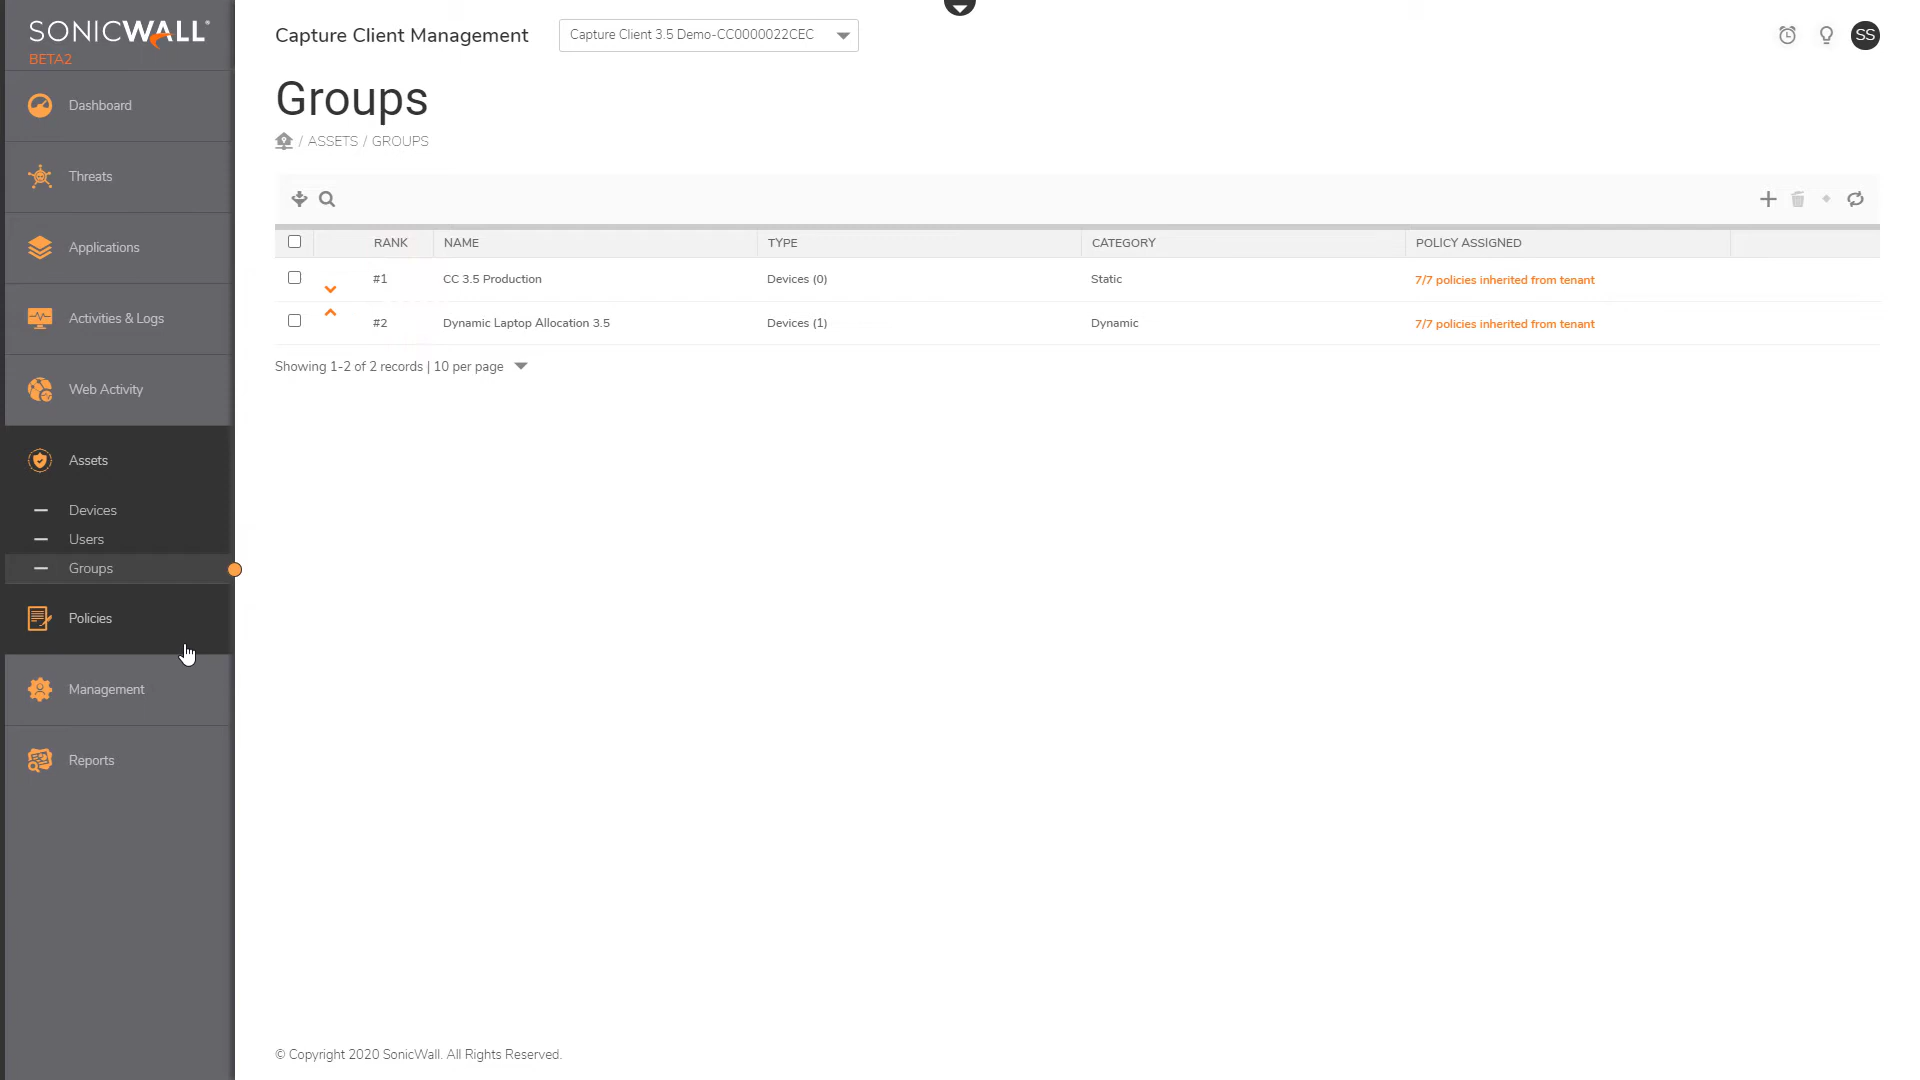 SONICWALL
BETA2
Dashboard
Threats
Applications
Activities & Logs
Web Activity
Assets
Devices
Users
Groups
Policies
Management
Reports
Capture Client Management
Capture Client 3.5 Demo-CC0000022CEC
SS
Groups
/ ASSETS / GROUPS
RANK NAME TYPE CATEGORY POLICY ASSIGNED
#1 CC 3.5 Production Devices (0) Static 7/7 policies inherited from tenant
#2 Dynamic Laptop Allocation 3.5 Devices (1) Dynamic 7/7 policies inherited from tenant
Showing 1-2 of 2 records | 10 per page
© Copyright 2020 SonicWall. All Rights Reserved.